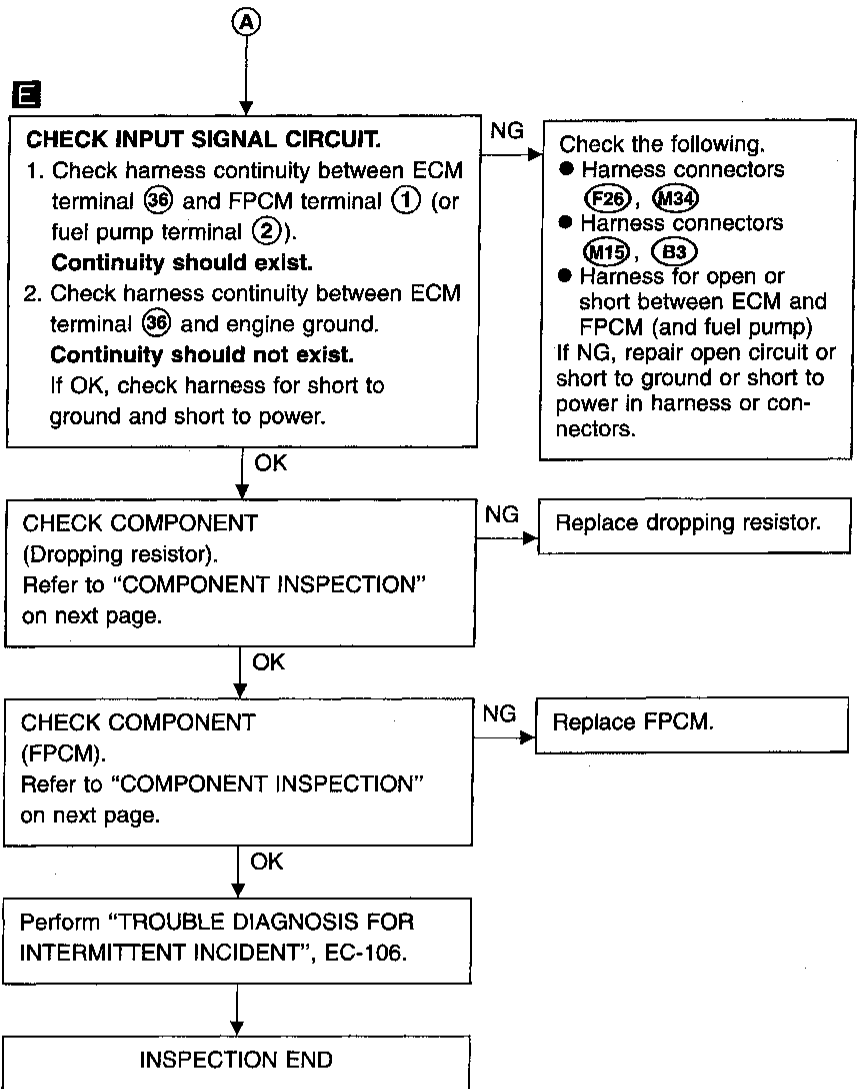 A
E
CHECK INPUT SIGNAL CIRCUIT.
1. Check harness continuity between ECM
terminal 36 and FPCM terminal 1 (or
fuel pump terminal 2).
Continuity should exist.
2. Check harness continuity between ECM
terminal 36 and engine ground.
Continuity should not exist.
If OK, check harness for short to
ground and short to power.
NG
Check the following.
● Harness connectors
F26, M34
● Harness connectors
M15, B3
● Harness for open or
short between ECM and
FPCM (and fuel pump)
If NG, repair open circuit or
short to ground or short to
power in harness or con-
nectors.
OK
CHECK COMPONENT
(Dropping resistor).
Refer to “COMPONENT INSPECTION”
on next page.
NG
Replace dropping resistor.
OK
CHECK COMPONENT
(FPCM).
Refer to “COMPONENT INSPECTION”
on next page.
NG
Replace FPCM.
OK
Perform “TROUBLE DIAGNOSIS FOR
INTERMITTENT INCIDENT”, EC-106.
INSPECTION END